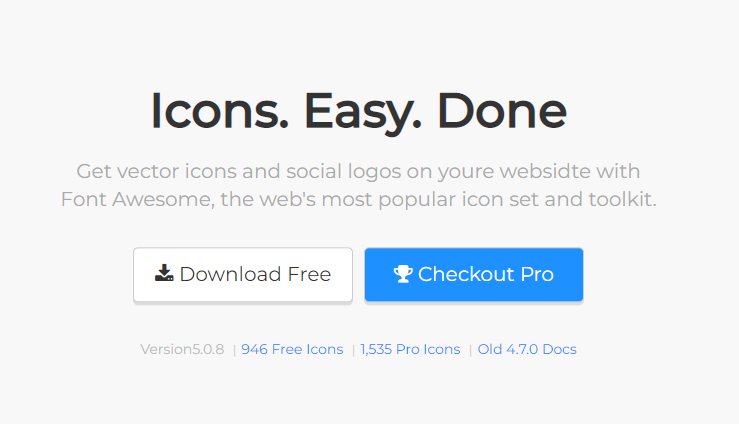 Icons. Easy. Done
Get vector icons and social logos on youre websidte with
Font Awesome, the web's most popular icon set and toolkit.
Download Free Checkout Pro
Version5.0.8 | 946 Free Icons | 1,535 Pro Icons | Old 4.7.0 Docs